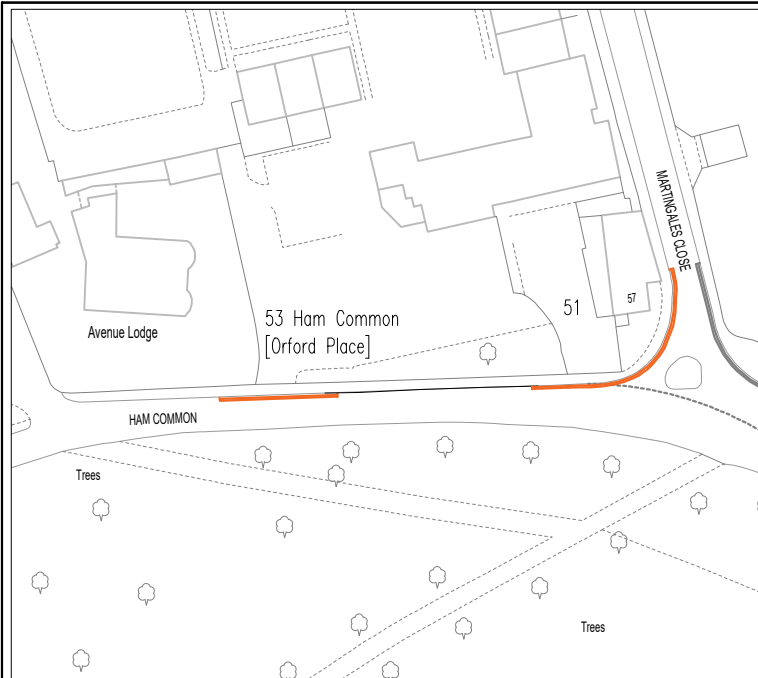 MARTINGALES CLOSE
57
51
53 Ham Common
[Orford Place]
Avenue Lodge
HAM COMMON
Trees
Trees